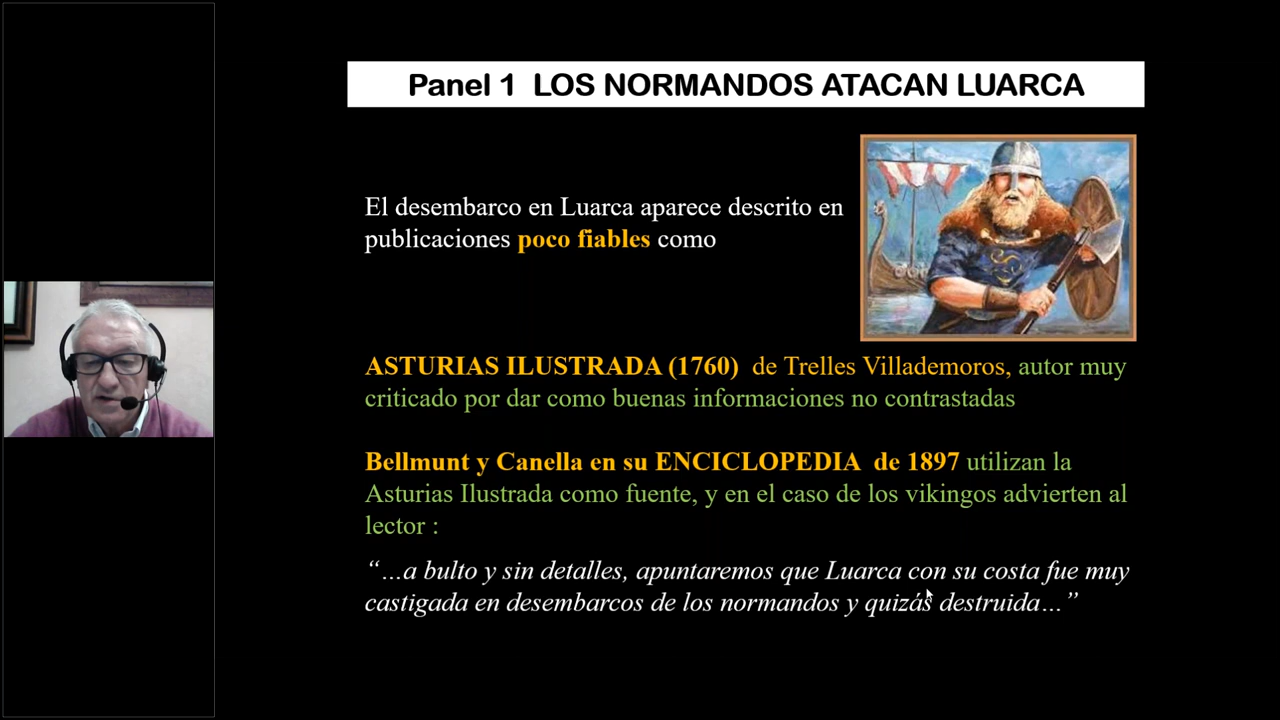 Panel 1 LOS NORMANDOS ATACAN LUARCA
El desembarco en Luarca aparece descrito en
publicaciones poco fiables como
ASTURIAS ILUSTRADA (1760) de Trelles Villademoros, autor muy
criticado por dar como buenas informaciones no contrastadas
Bellmunt y Canella en su ENCICLOPEDIA de 1897 utilizan la
Asturias Ilustrada como fuente, y en el caso de los vikingos advierten al
lector :
“…a bulto y sin detalles, apuntaremos que Luarca con su costa fue muy
castigada en desembarcos de los normandos y quizás destruida…”